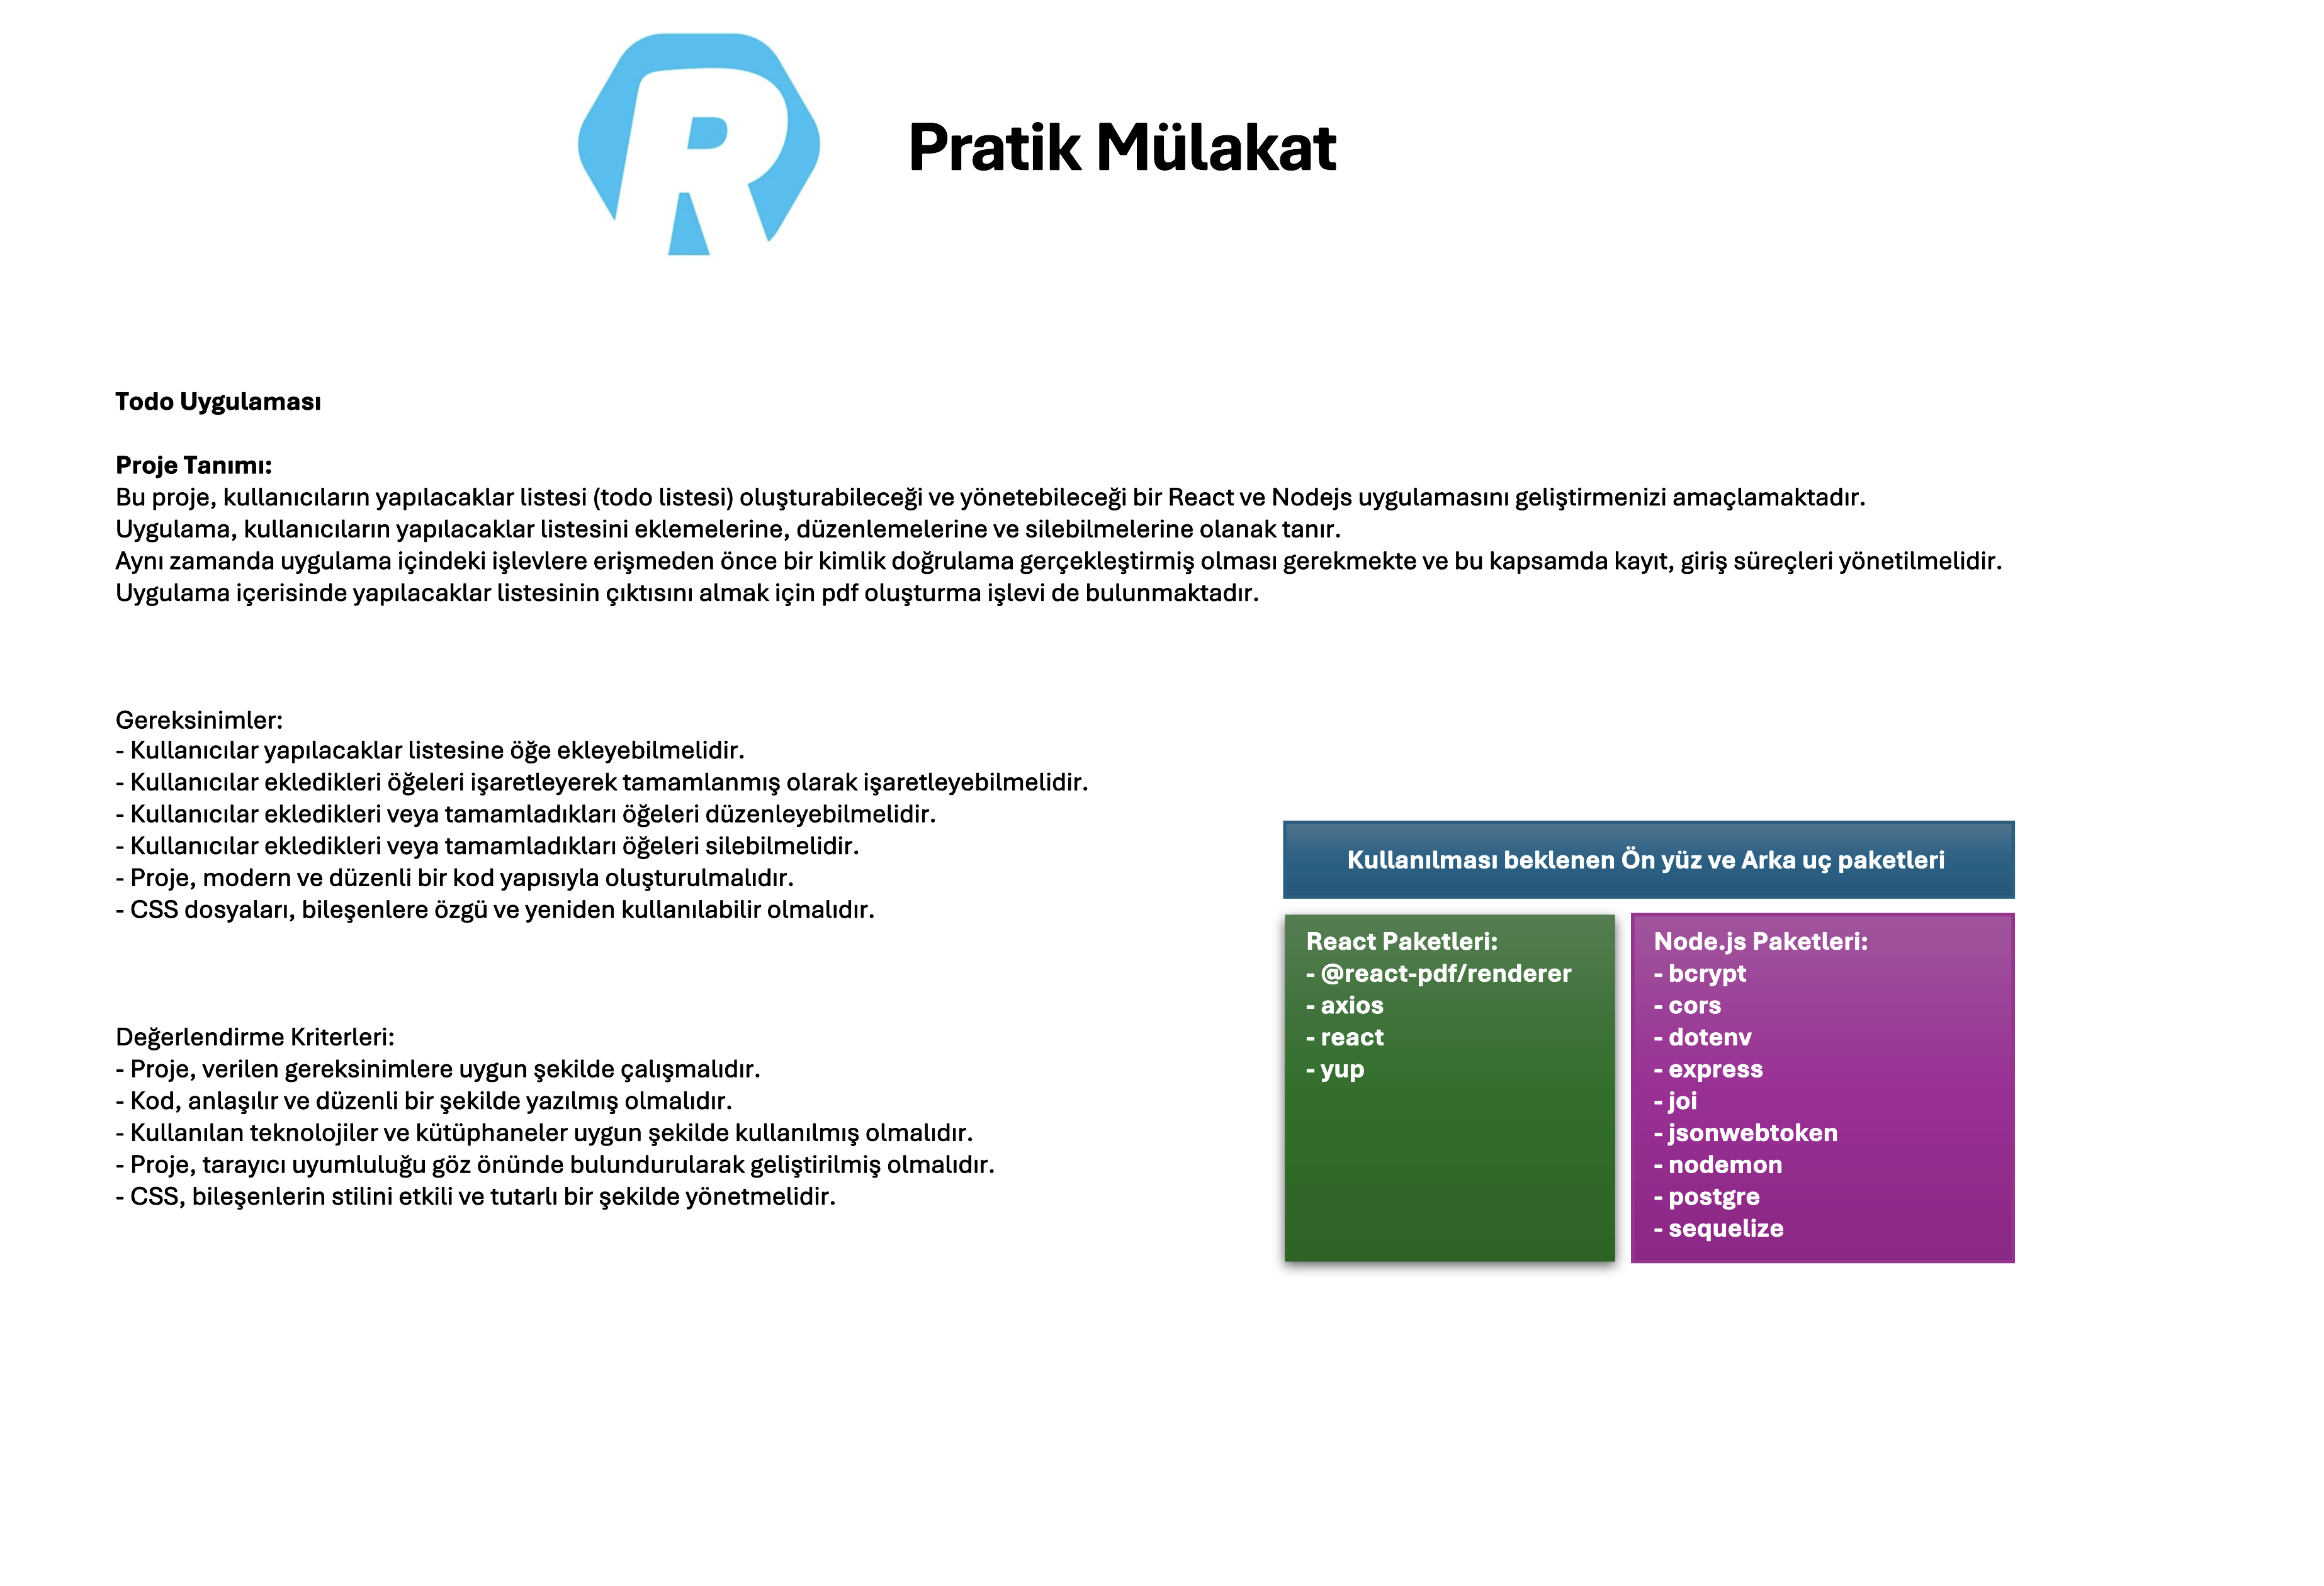 R
Pratik Mülakat
Todo Uygulaması
Proje Tanımı:
Bu proje, kullanıcıların yapılacaklar listesi (todo listesi) oluşturabileceği ve yönetebileceği bir React ve Nodejs uygulamasını geliştirmenizi amaçlamaktadır.
Uygulama, kullanıcıların yapılacaklar listesini eklemelerine, düzenlemelerine ve silebilmelerine olanak tanır.
Aynı zamanda uygulama içindeki işlevlere erişmeden önce bir kimlik doğrulama gerçekleştirmiş olması gerekmekte ve bu kapsamda kayıt, giriş süreçleri yönetilmelidir.
Uygulama içerisinde yapılacaklar listesinin çıktısını almak için pdf oluşturma işlevi de bulunmaktadır.
Gereksinimler:
- Kullanıcılar yapılacaklar listesine öğe ekleyebilmelidir.
- Kullanıcılar ekledikleri öğeleri işaretleyerek tamamlanmış olarak işaretleyebilmelidir.
- Kullanıcılar ekledikleri veya tamamladıkları öğeleri düzenleyebilmelidir.
- Kullanıcılar ekledikleri veya tamamladıkları öğeleri silebilmelidir.
- Proje, modern ve düzenli bir kod yapısıyla oluşturulmalıdır.
- CSS dosyaları, bileşenlere özgü ve yeniden kullanılabilir olmalıdır.
Değerlendirme Kriterleri:
- Proje, verilen gereksinimlere uygun şekilde çalışmalıdır.
- Kod, anlaşılır ve düzenli bir şekilde yazılmış olmalıdır.
- Kullanılan teknolojiler ve kütüphaneler uygun şekilde kullanılmış olmalıdır.
- Proje, tarayıcı uyumluluğu göz önünde bulundurularak geliştirilmiş olmalıdır.
- CSS, bileşenlerin stilini etkili ve tutarlı bir şekilde yönetmelidir.
Kullanılması beklenen Ön yüz ve Arka uç paketleri
React Paketleri:
- @react-pdf/renderer
- axios
- react
- yup
Node.js Paketleri:
- bcrypt
- cors
- dotenv
- express
- joi
- jsonwebtoken
- nodemon
- postgre
- sequelize